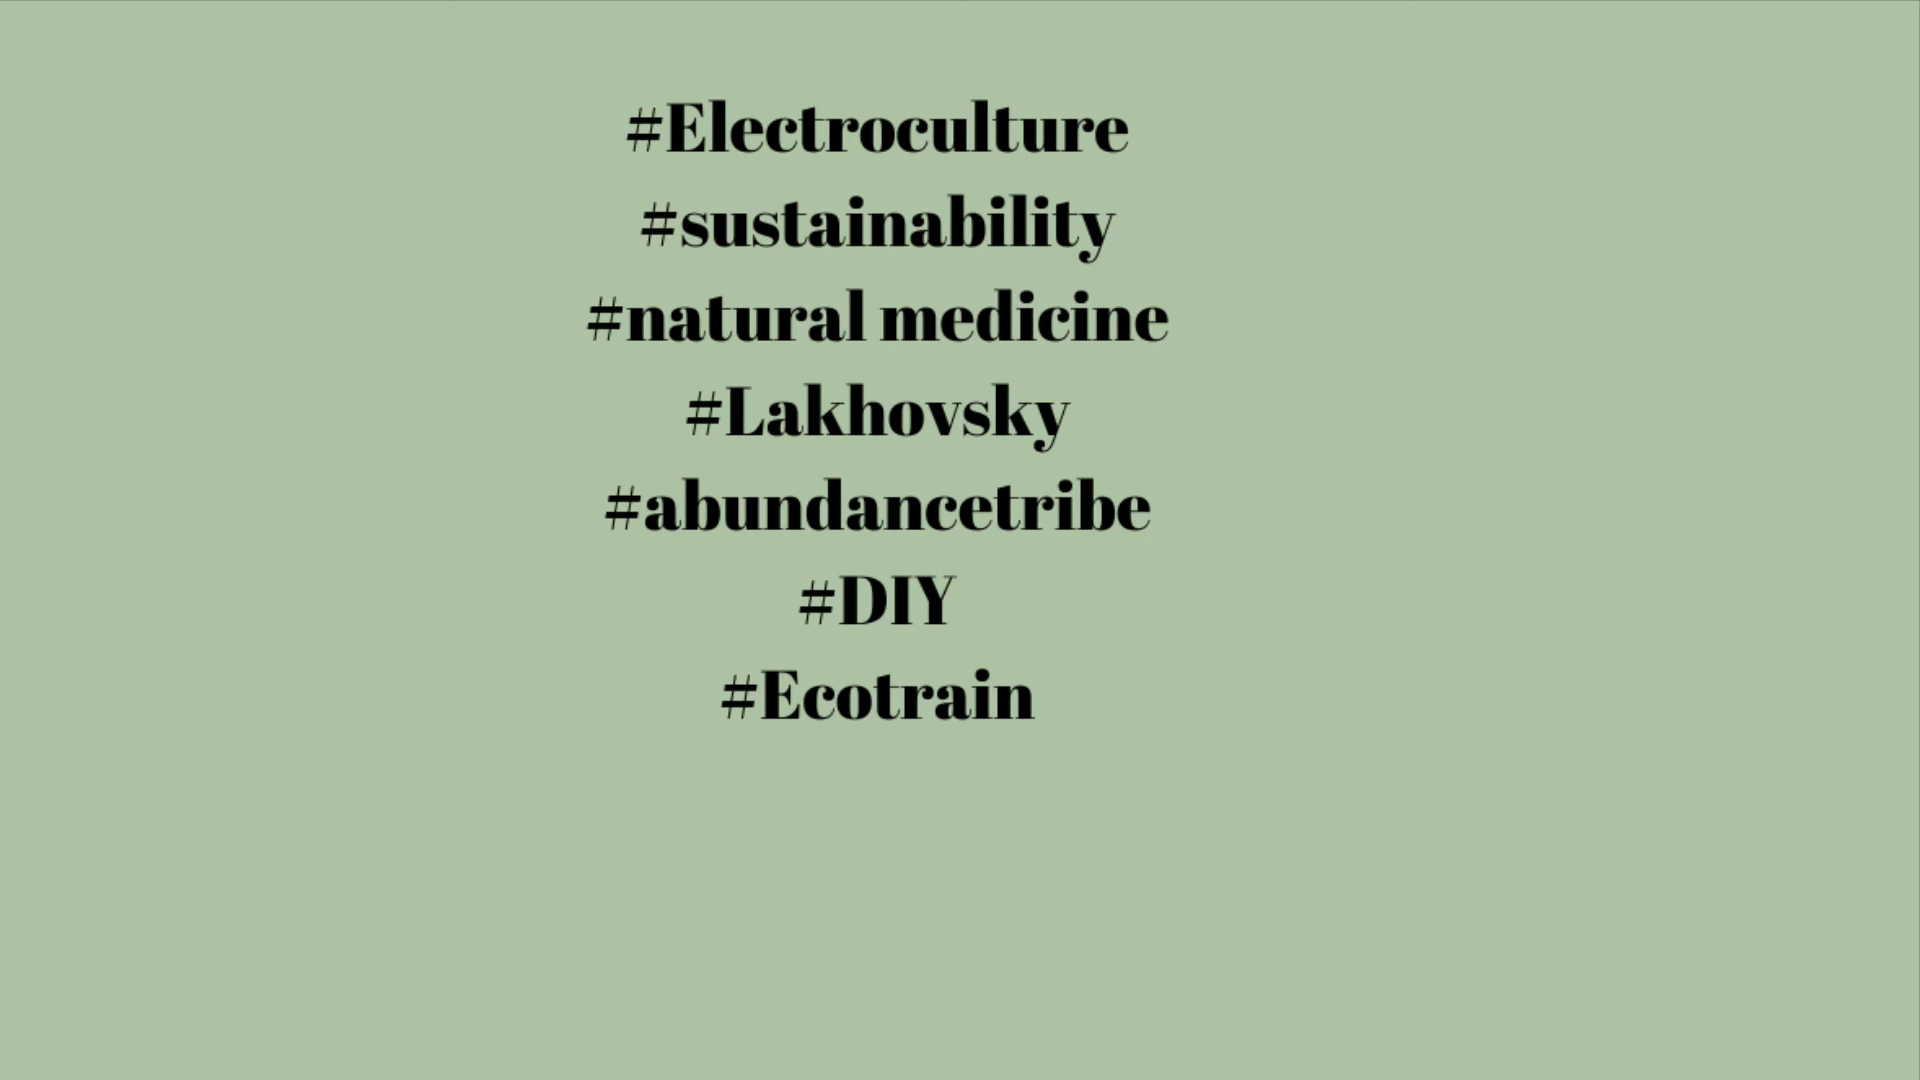 #Electroculture
#sustainability
#natural medicine
#Lakhovsky
#abundancetribe
#DIY
#Ecotrain